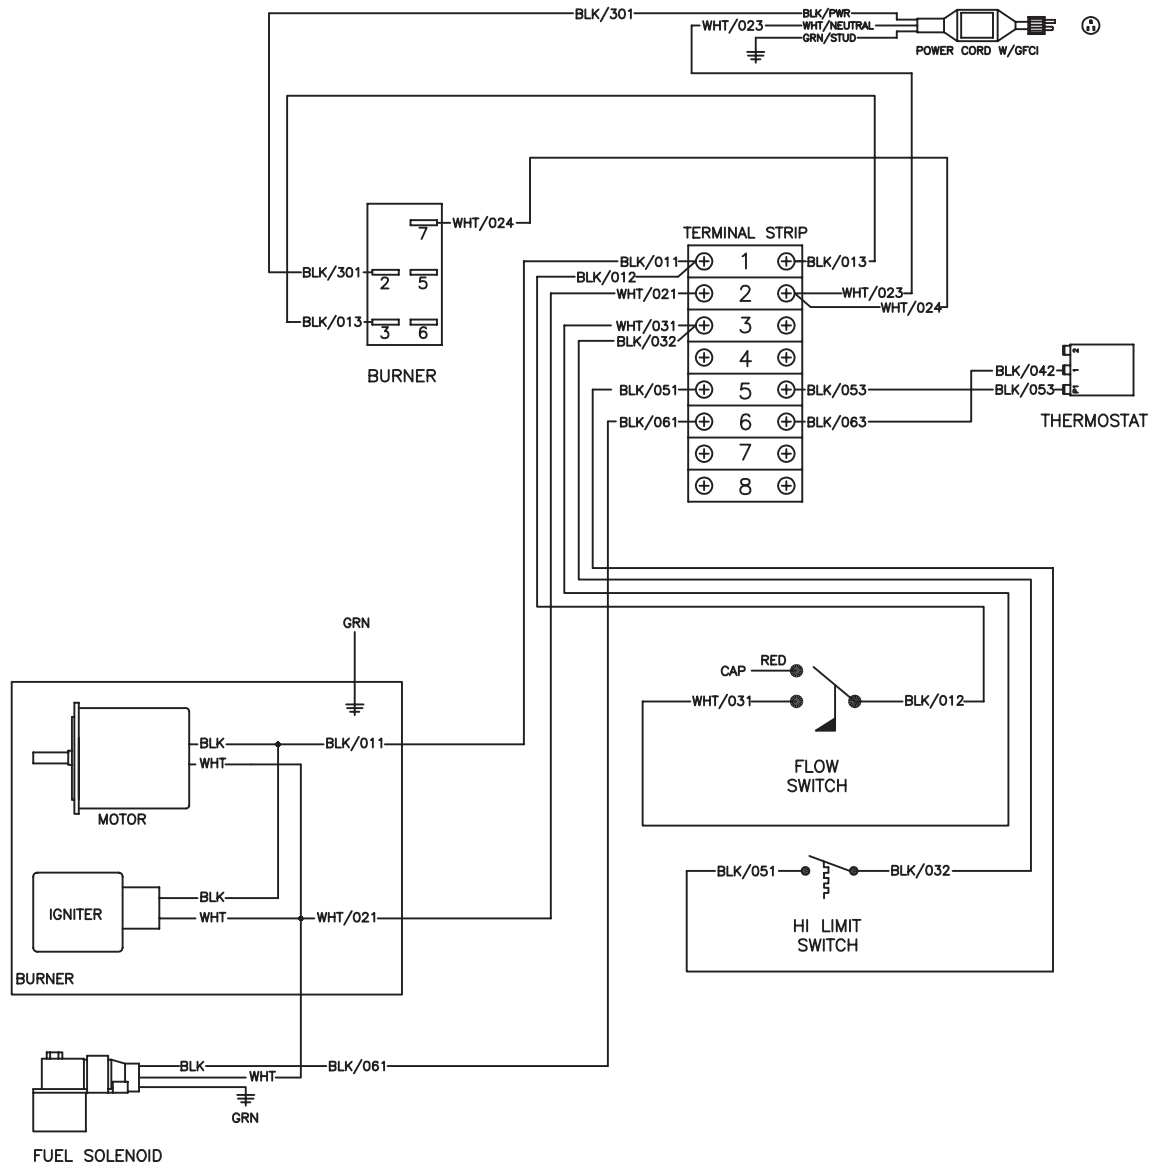 BLK/301
BLK/PWR
WHT/023
WHT/NEUTRAL
GRN/STUD
POWER CORD W/GFCI
WHT/024
7
TERMINAL STRIP
BLK/301
2
5
BLK/011
1
BLK/013
BLK/012
WHT/021
2
WHT/023
WHT/024
BLK/013
3
6
WHT/031
3
BLK/032
4
BURNER
BLK/042
2
1
BLK/051
5
BLK/053
BLK/053
THERMOSTAT
BLK/061
6
BLK/063
7
8
GRN
RED
CAP
WHT/031
BLK/012
BLK
BLK/011
WHT
FLOW
SWITCH
MOTOR
BLK/051
BLK/032
BLK
IGNITER
WHT
WHT/021
HI LIMIT
SWITCH
BURNER
BLK
BLK/061
WHT
GRN
FUEL SOLENOID